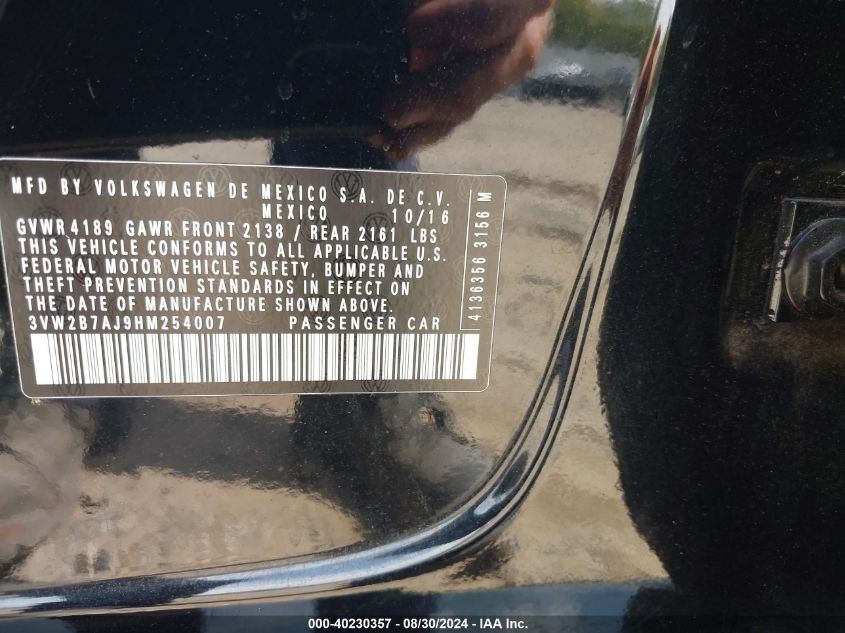 MFD BY VOLKSWAGEN DE MEXICO S.A. DE C.V.
MEXICO 10/16
GVWR 4189 GAWR FRONT 2138 / REAR 2161 LBS
THIS VEHICLE CONFORMS TO ALL APPLICABLE U.S.
FEDERAL MOTOR VEHICLE SAFETY, BUMPER AND
THEFT PREVENTION STANDARDS IN EFFECT ON
THE DATE OF MANUFACTURE SHOWN ABOVE.
3VW2B7AJ9HM254007 PASSENGER CAR
4136356 3156 M
000-40230357 - 08/30/2024 - IAA Inc.